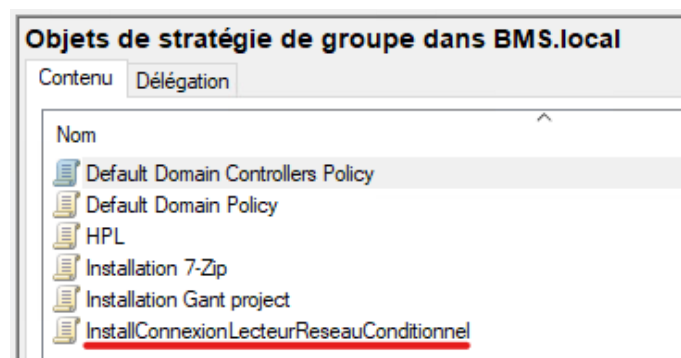 Objets de stratégie de groupe dans BMS.local
Contenu Délégation
Nom
Default Domain Controllers Policy
Default Domain Policy
HPL
Installation 7-Zip
Installation Gant project
InstallConnexionLecteurReseauConditionnel